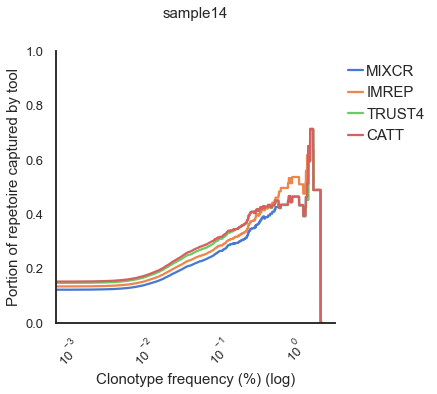 sample14
Portion of repetoire captured by tool
1.0
0.8
0.6
0.4
0.2
0.0
MIXCR
IMREP
TRUST4
CATT
10⁻³
10⁻²
10⁻¹
10⁰
Clonotype frequency (%) (log)